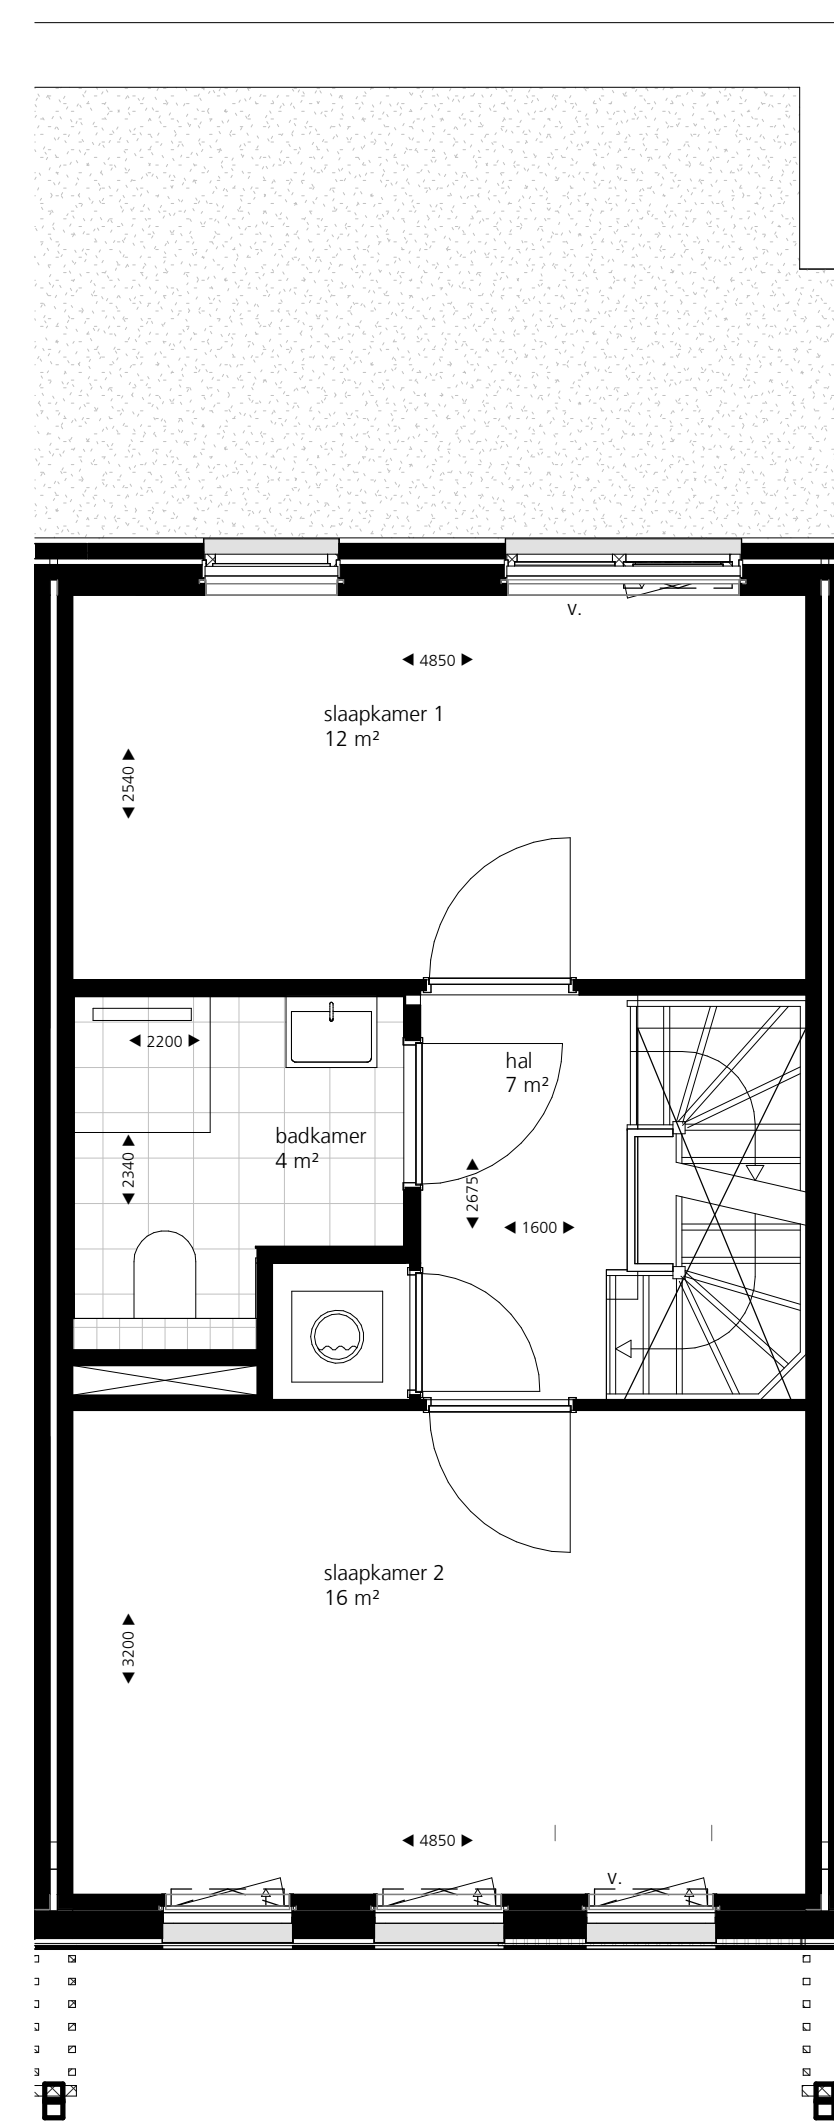 v.
4850
slaapkamer 1
12 m²
2540
2200
hal
7 m²
badkamer
4 m²
2340
2675
1600
slaapkamer 2
16 m²
3200
4850
v.